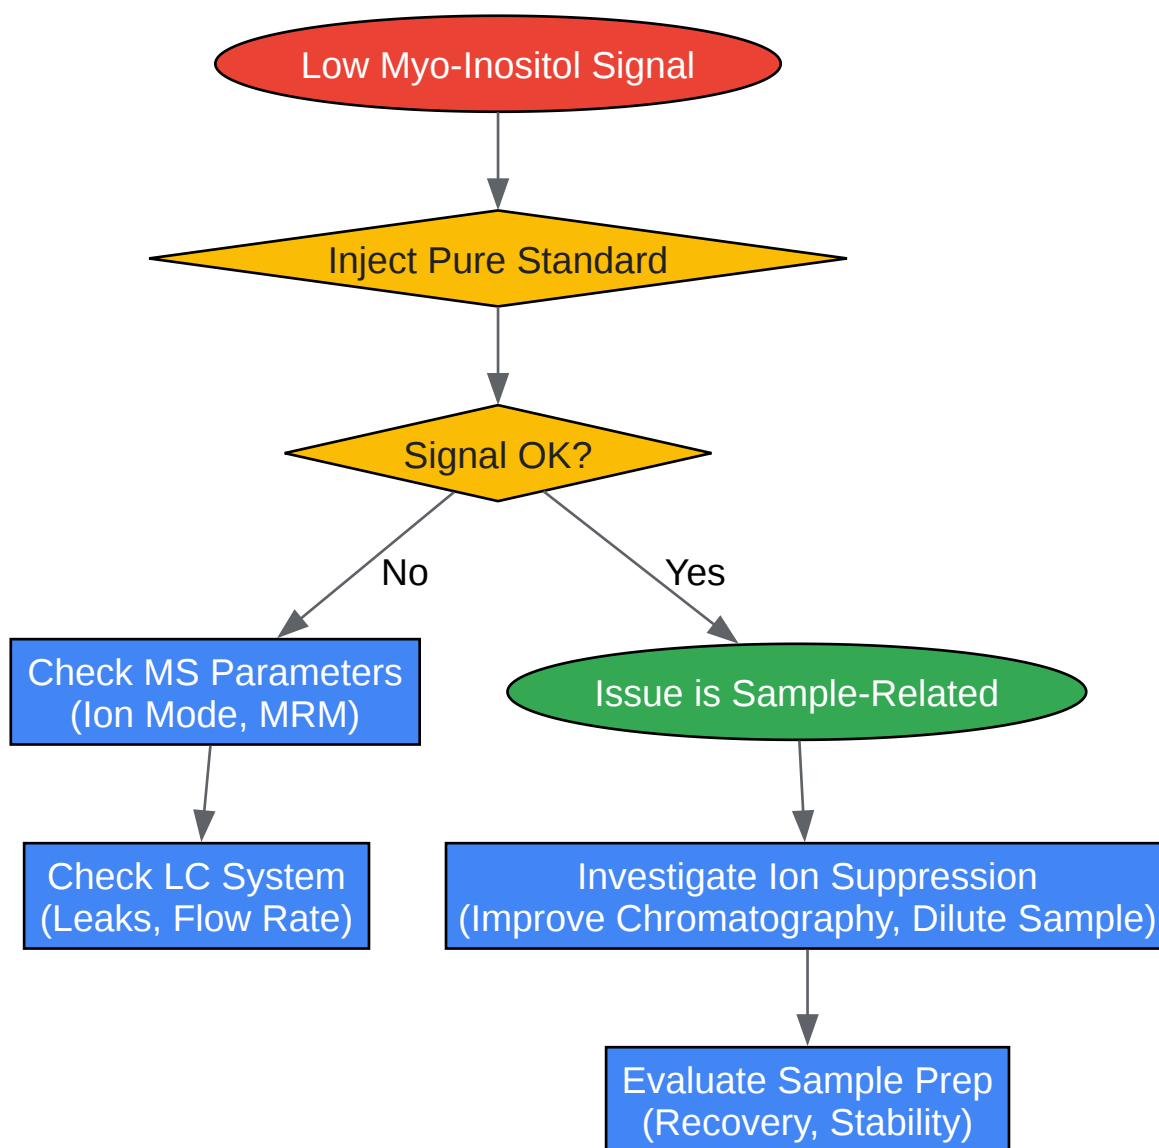 Low Myo-Inositol Signal
Inject Pure Standard
Signal OK?
No
Yes
Check MS Parameters
(Ion Mode, MRM)
Issue is Sample-Related
Check LC System
(Leaks, Flow Rate)
Investigate Ion Suppression
(Improve Chromatography, Dilute Sample)
Evaluate Sample Prep
(Recovery, Stability)